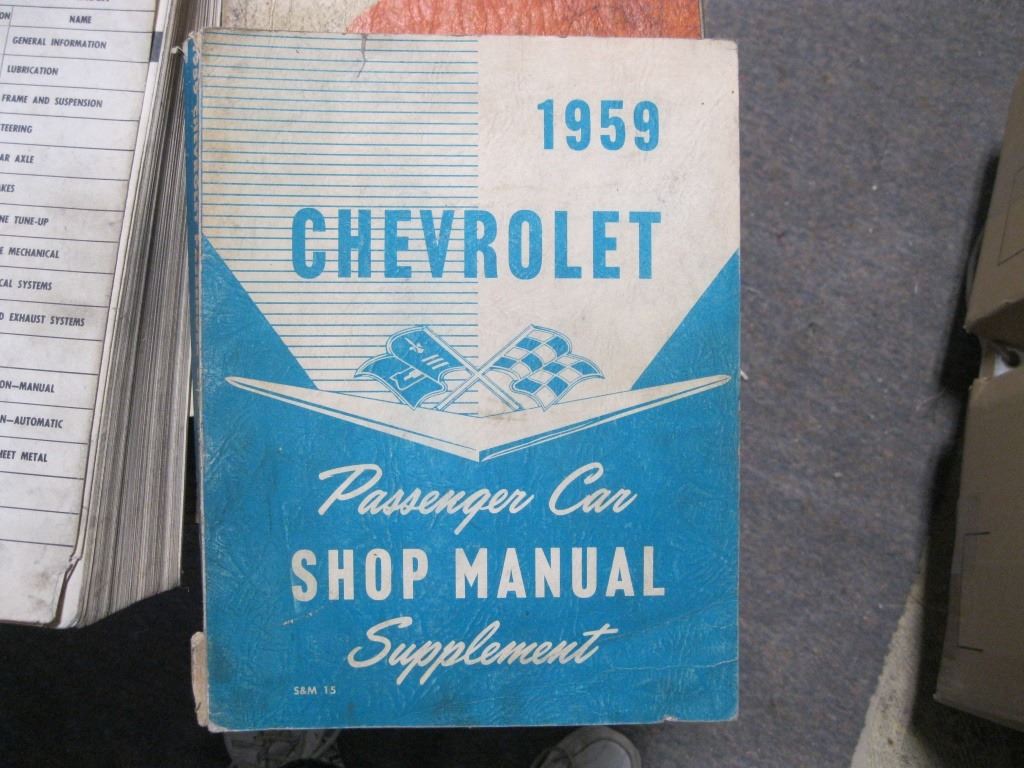 NAME
GENERAL INFORMATION
LUBRICATION
FRAME AND SUSPENSION
TEERING
AR AXLE
KES
NE TUNE-UP
E MECHANICAL
CAL SYSTEMS
D EXHAUST SYSTEMS
ON—MANUAL
N—AUTOMATIC
HEET METAL
1959
CHEVROLET
Passenger Car
SHOP MANUAL
Supplement
S&M 15